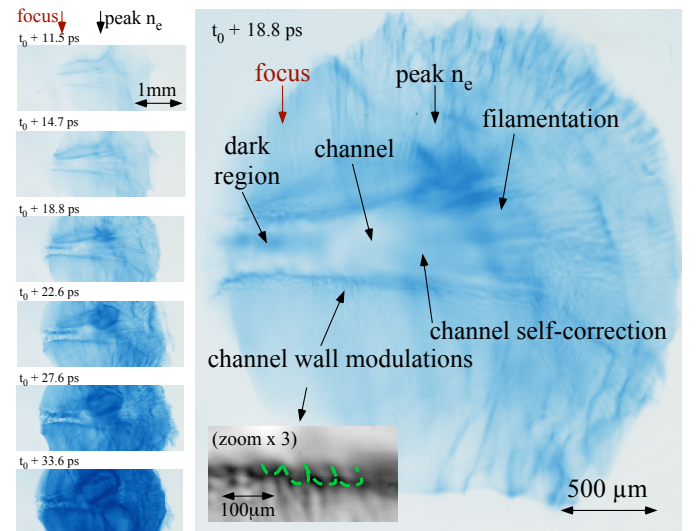 focus
peak nₑ
t₀ + 11.5 ps
1mm
t₀ + 14.7 ps
t₀ + 18.8 ps
t₀ + 22.6 ps
t₀ + 27.6 ps
t₀ + 33.6 ps
t₀ + 18.8 ps
focus
peak nₑ
filamentation
dark
region
channel
channel self-correction
channel wall modulations
(zoom x 3)
100μm
500 μm